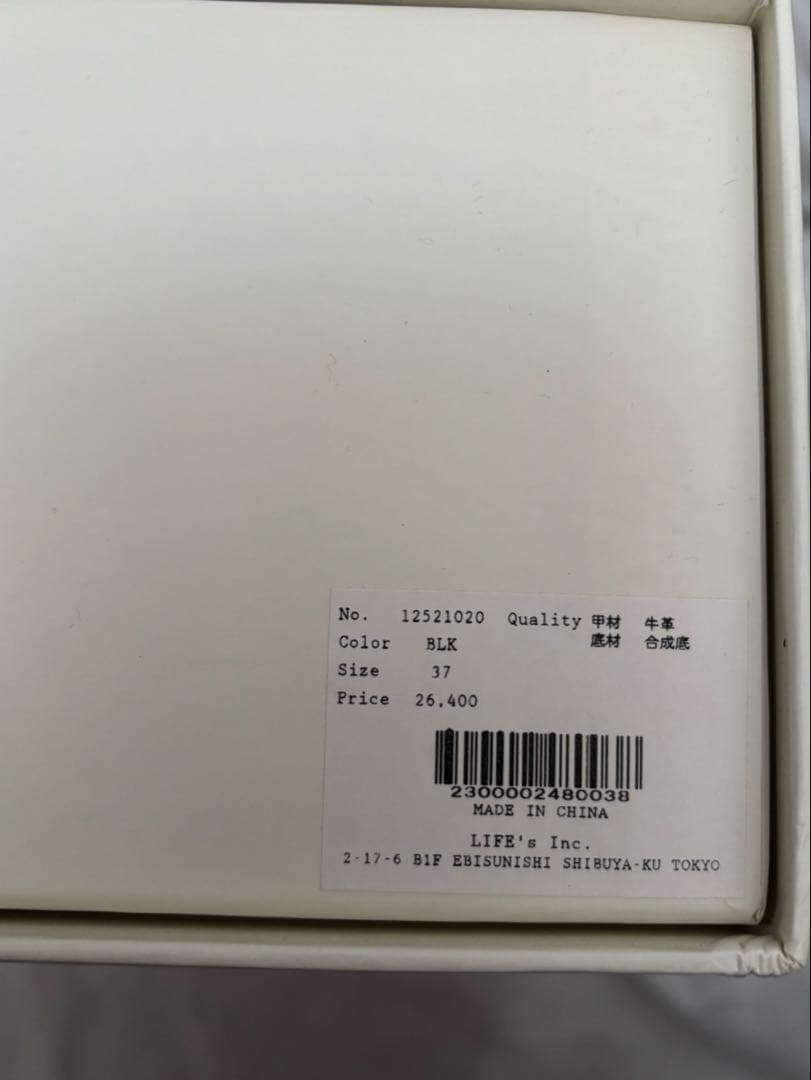 No. 12521020 Quality 甲材 牛革
Color BLK 底材 合成底
Size 37
Price 26,400
2300002480038
MADE IN CHINA
LIFE's Inc.
2-17-6 B1F EBISUNISHI SHIBUYA-KU TOKYO